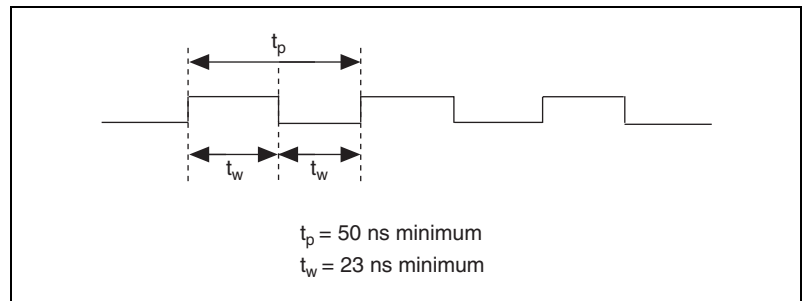 tp
tw tw
tp = 50 ns minimum
tw = 23 ns minimum